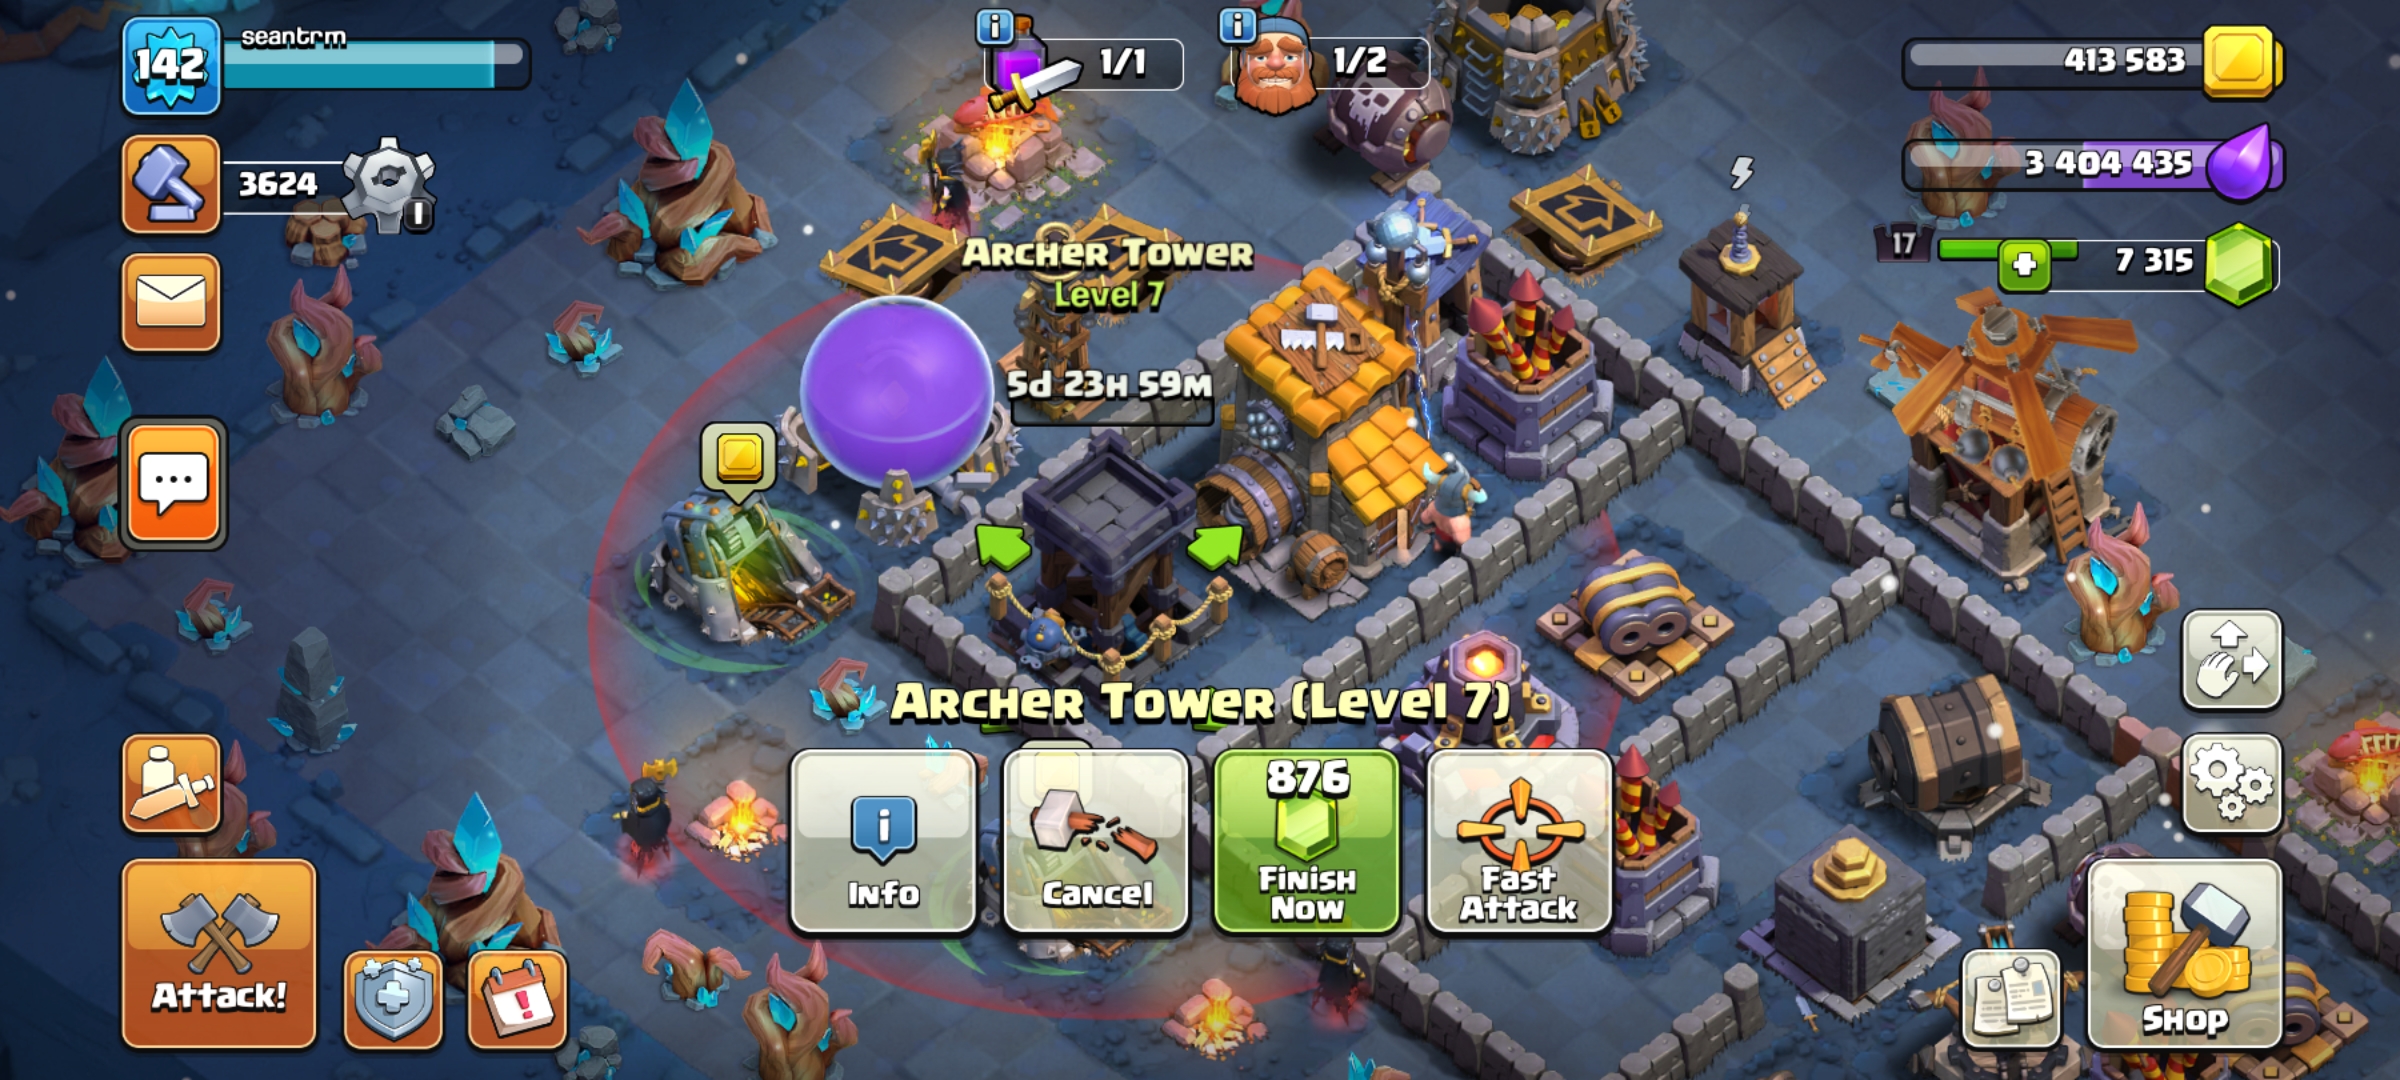 142
seantrm
1/1
1/2
413 583
3624
I
3 404 435
17
7 315
Archer Tower
Level 7
5d 23h 59m
Archer Tower (Level 7)
Info
Cancel
876
Finish
Now
Fast
Attack
Attack!
Shop